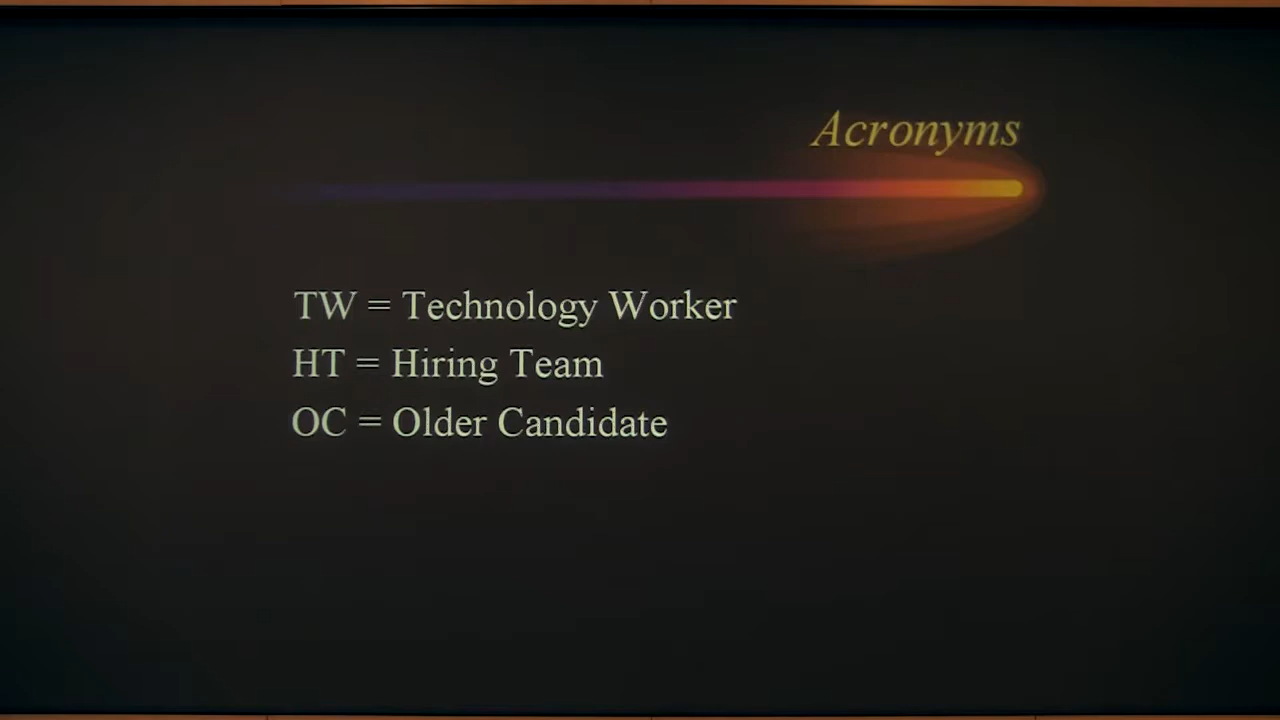 Acronyms
TW = Technology Worker
HT = Hiring Team
OC = Older Candidate